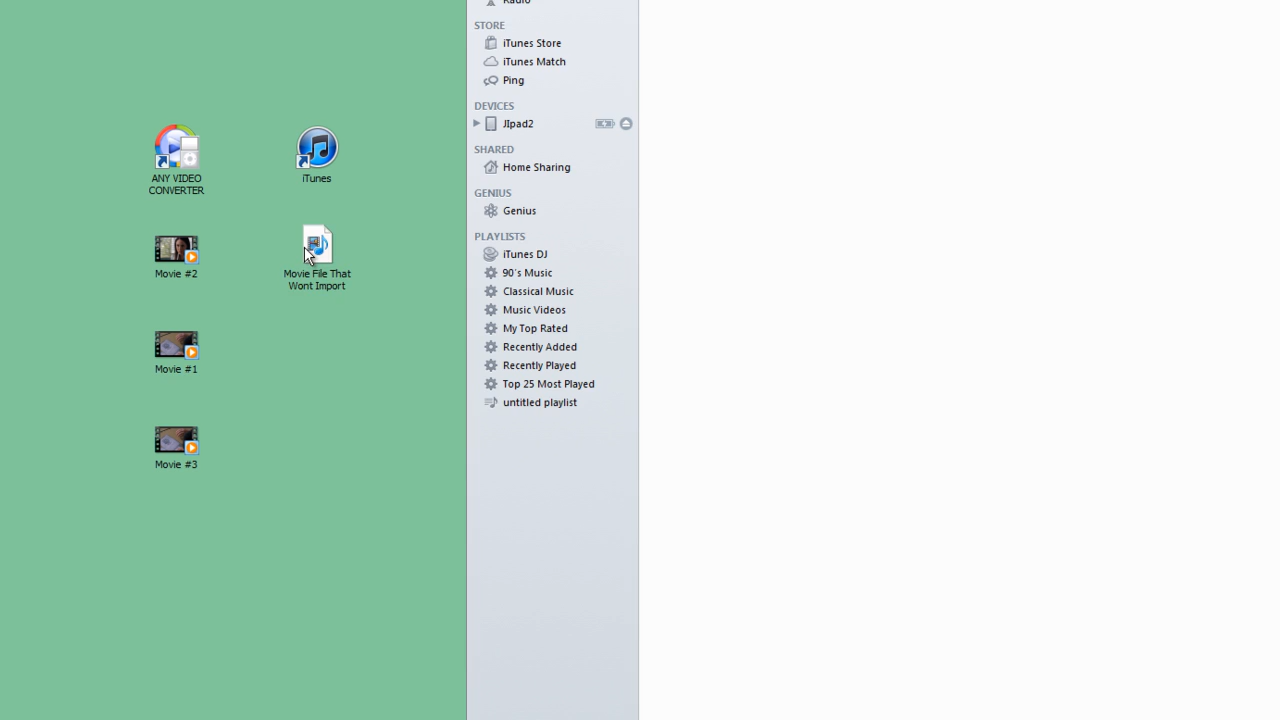 ANY VIDEO
CONVERTER
iTunes
Movie #2
Movie File That
Wont Import
Movie #1
Movie #3
Radio
STORE
iTunes Store
iTunes Match
Ping
DEVICES
JIpad2
SHARED
Home Sharing
GENIUS
Genius
PLAYLISTS
iTunes DJ
90's Music
Classical Music
Music Videos
My Top Rated
Recently Added
Recently Played
Top 25 Most Played
untitled playlist